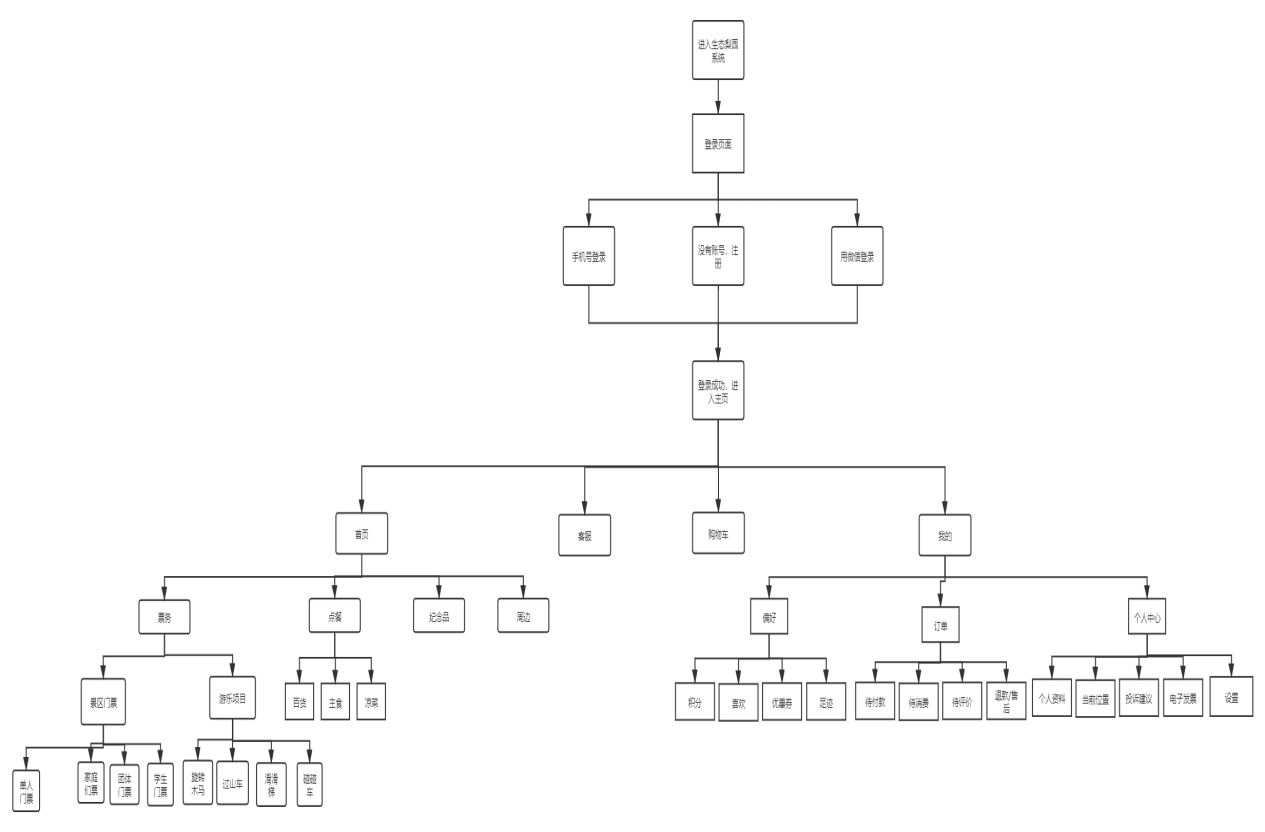 进入生态梨园
系统
登录页面
手机号登录
没有账号，注
册
用微信登录
登录成功，进
入主页
首页
客服
购物车
我的
票务
点餐
纪念品
周边
偏好
订单
个人中心
景区门票
游乐项目
百货
主食
凉菜
积分
喜欢
优惠券
足迹
待付款
待消费
待评价
退款/售
后
个人资料
当前位置
投诉建议
电子发票
设置
单人
门票
家庭
们票
团体
门票
学生
门票
旋转
木马
过山车
滑滑
梯
碰碰
车